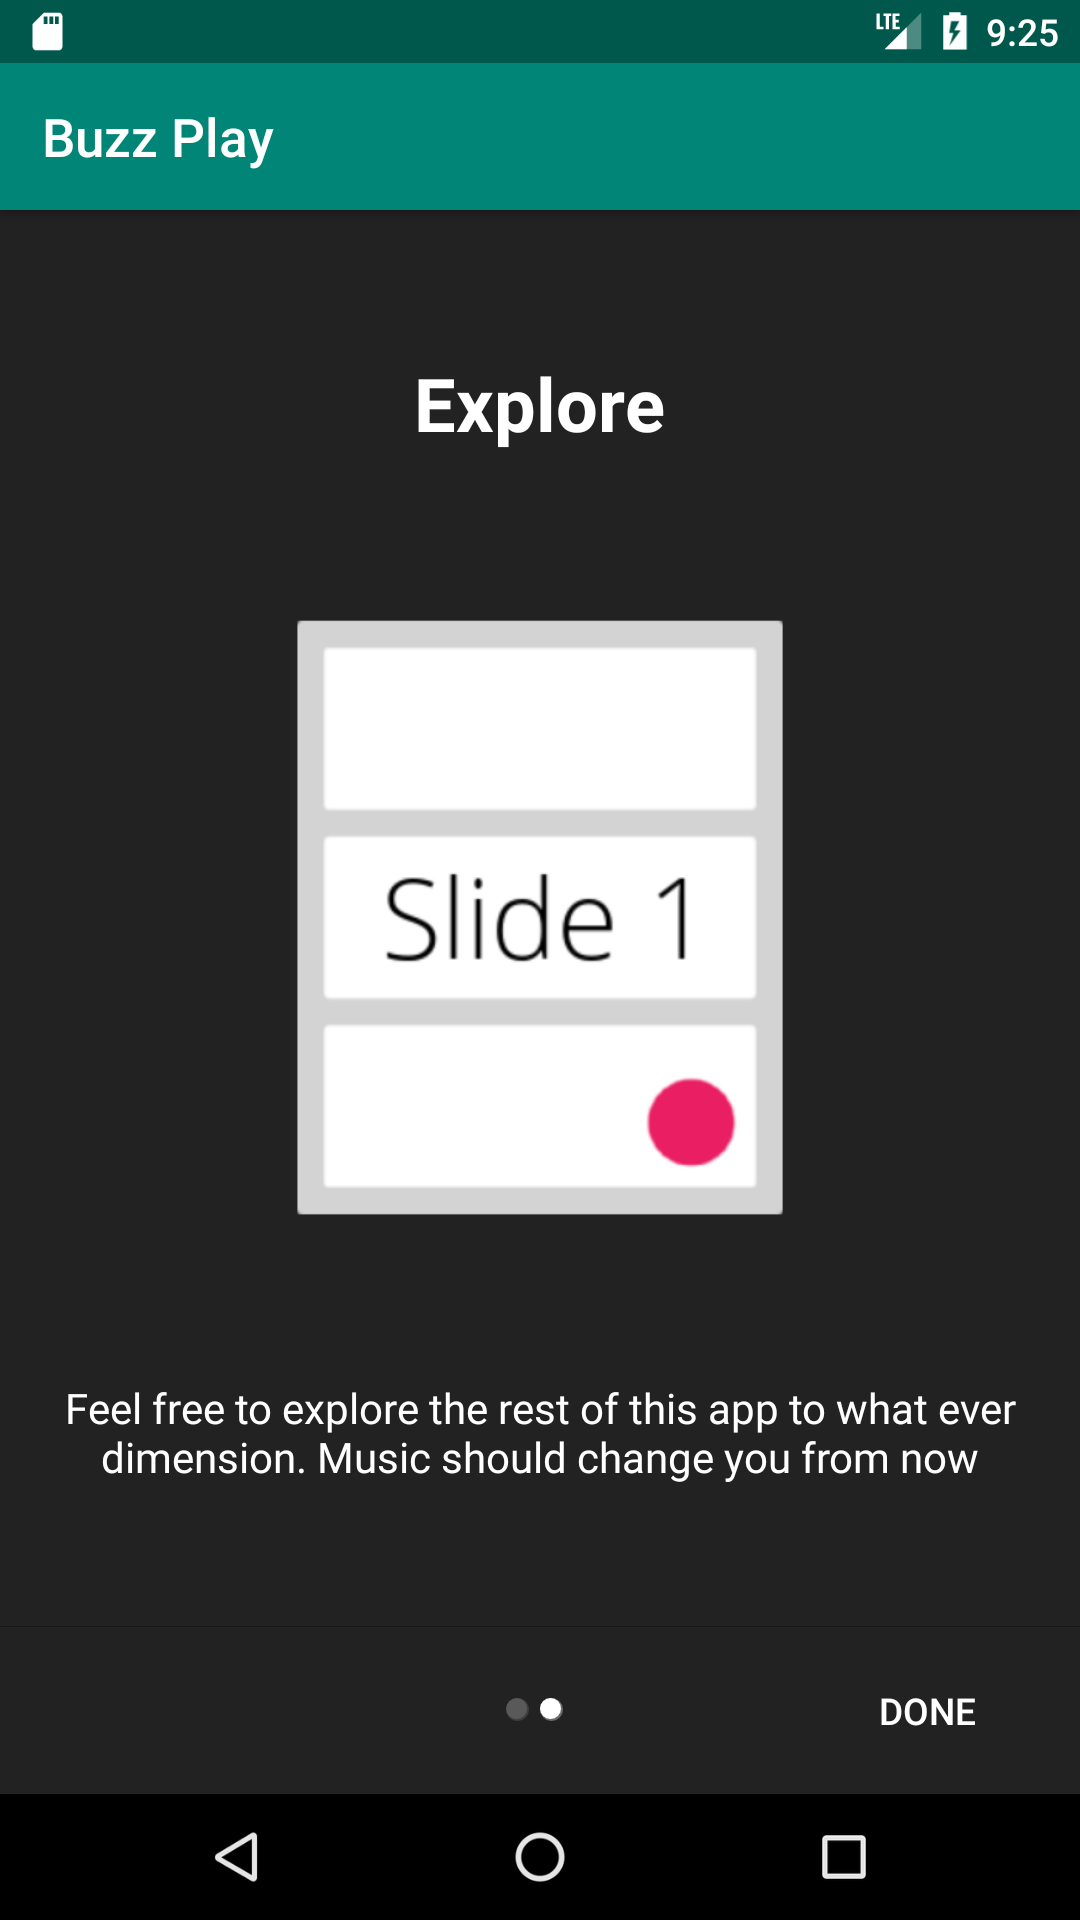 LTE 9:25
Buzz Play
Explore
Slide 1
Feel free to explore the rest of this app to what ever
dimension. Music should change you from now
DONE